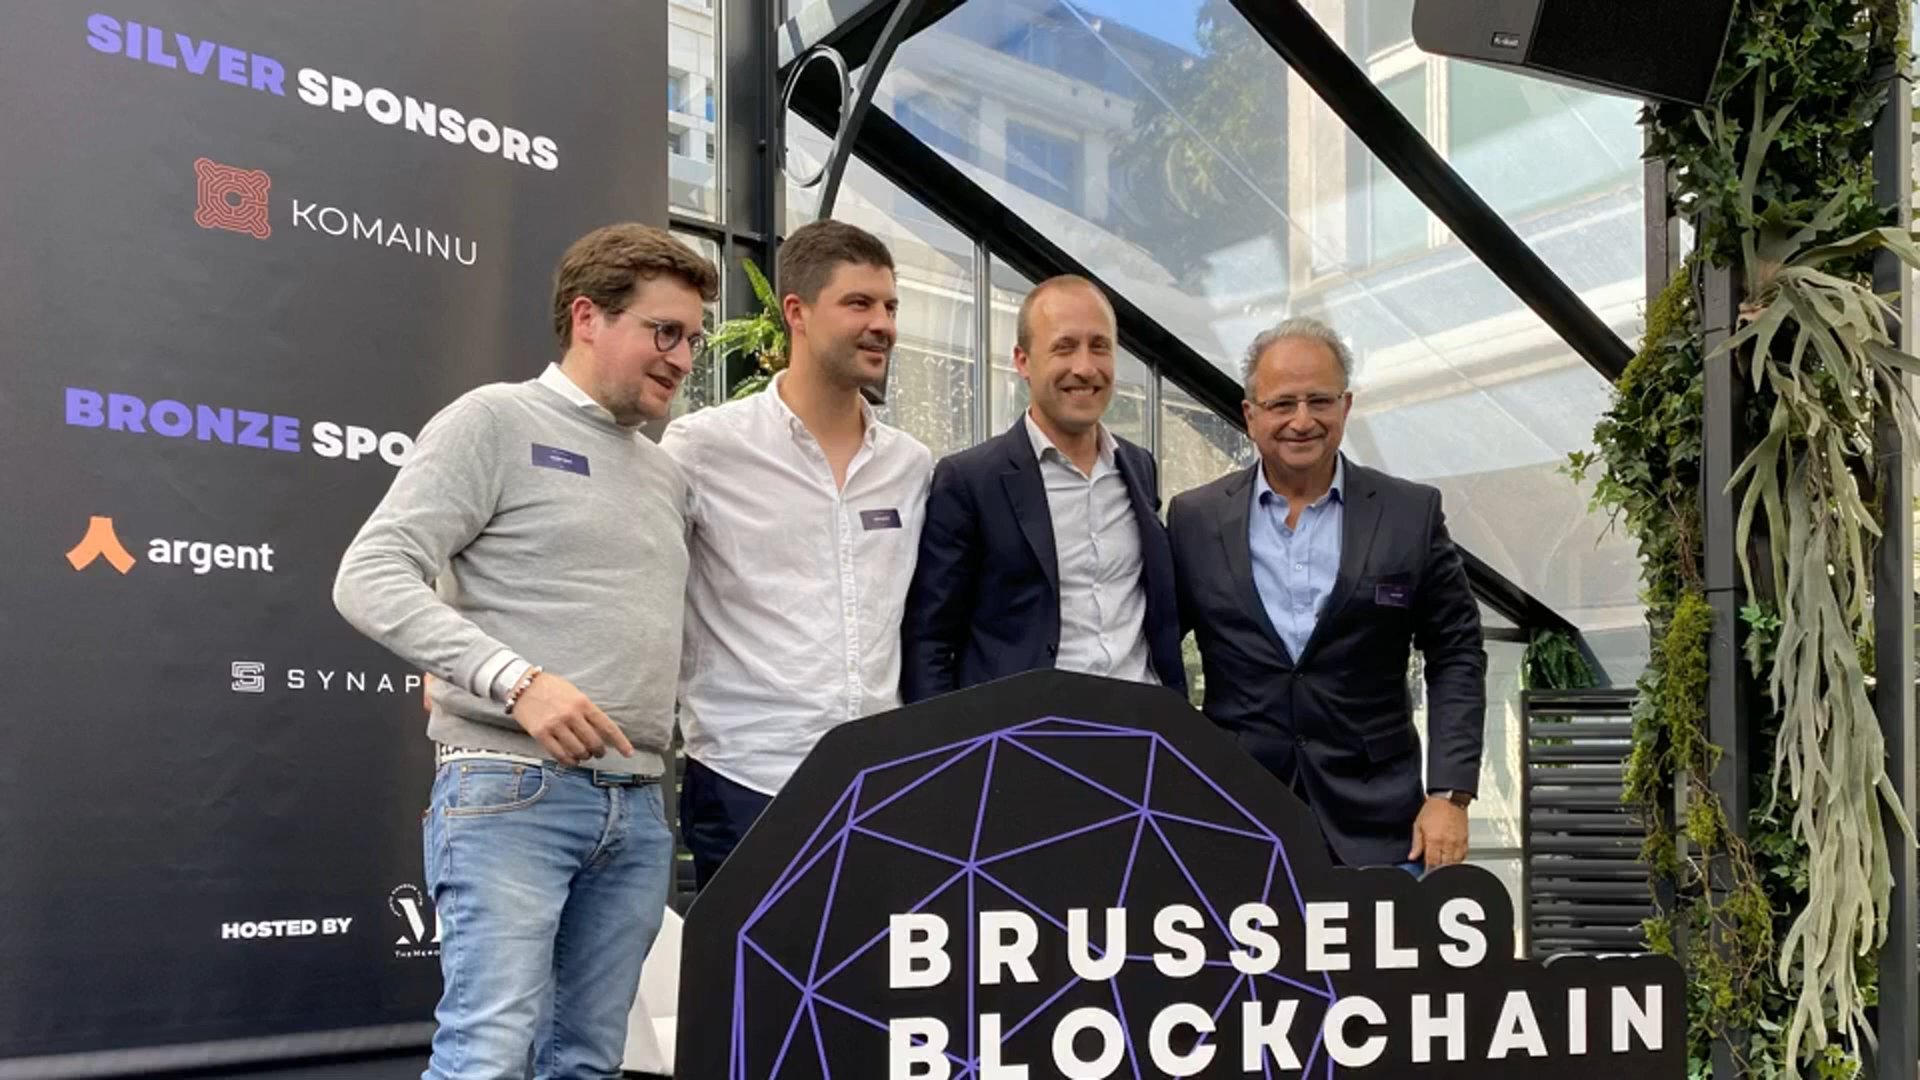 SILVER SPONSORS
KOMAINU
BRONZE SPO
argent
SYNAP
HOSTED BY
M
BRUSSELS
BLOCKCHAIN